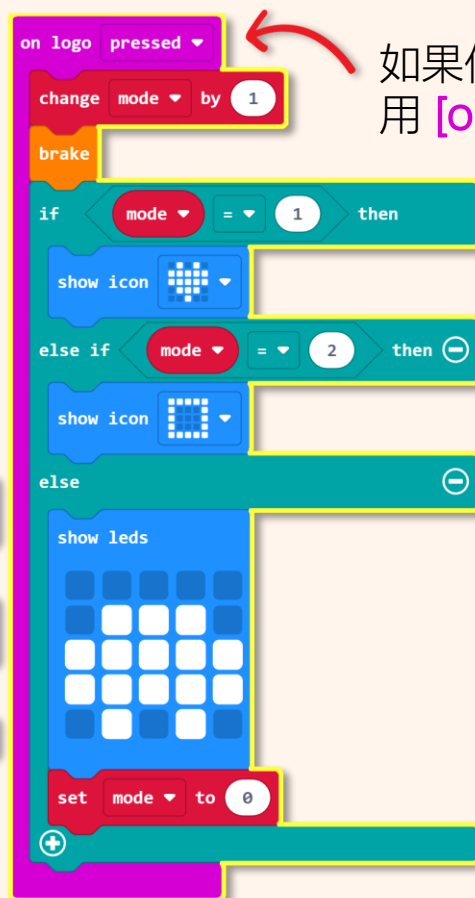 on logo pressed
如果
用 [o
change mode by 1
brake
if mode = 1 then
show icon
else if mode = 2 then
show icon
else
show leds
set mode to 0